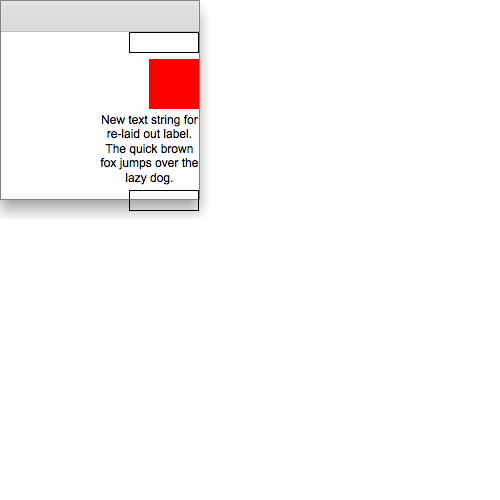 New text string for
re-laid out label.
The quick brown
fox jumps over the
lazy dog.